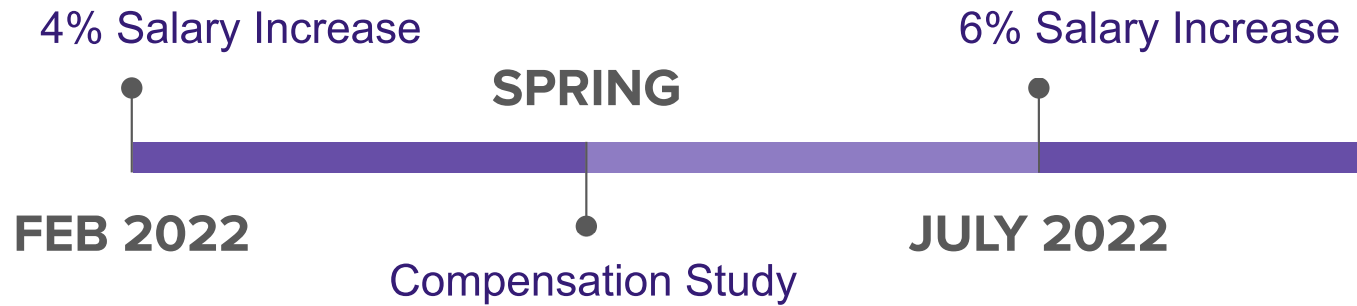 4% Salary Increase
6% Salary Increase
SPRING
FEB 2022
JULY 2022
Compensation Study